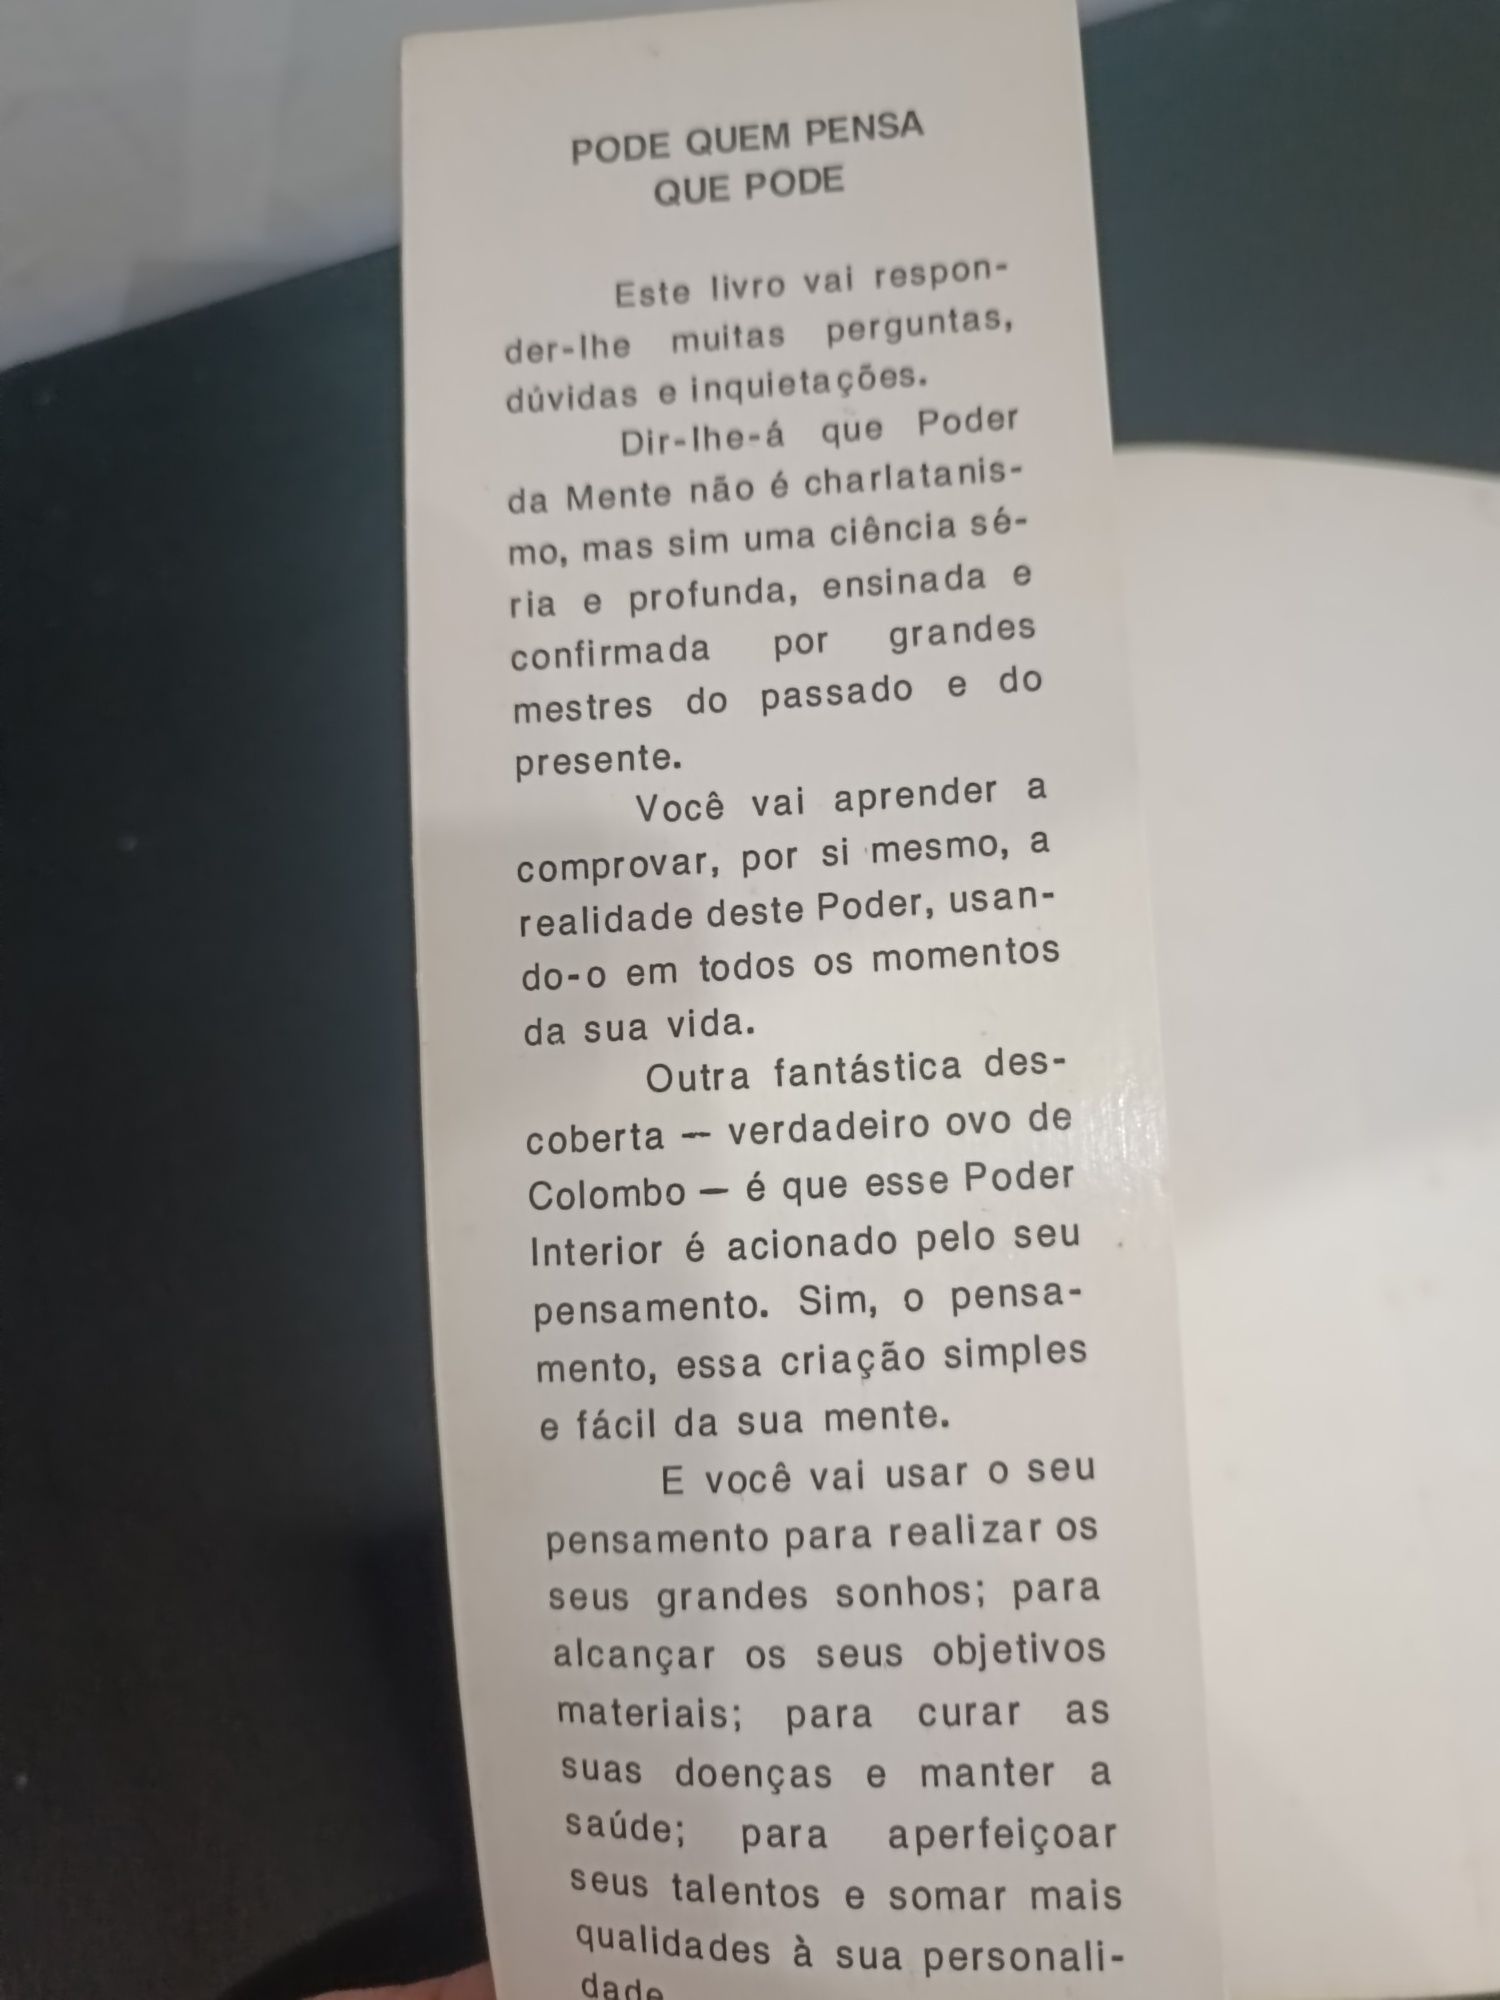 PODE QUEM PENSA
QUE PODE
Este livro vai respon-
der-lhe muitas perguntas,
dúvidas e inquietações.
Dir-lhe-á que Poder
da Mente não é charlatanis-
mo, mas sim uma ciência sé-
ria e profunda, ensinada e
confirmada por grandes
mestres do passado e do
presente.
Você vai aprender a
comprovar, por si mesmo, a
realidade deste Poder, usan-
do-o em todos os momentos
da sua vida.
Outra fantástica des-
coberta — verdadeiro ovo de
Colombo — é que esse Poder
Interior é acionado pelo seu
pensamento. Sim, o pensa-
mento, essa criação simples
e fácil da sua mente.
E você vai usar o seu
pensamento para realizar os
seus grandes sonhos; para
alcançar os seus objetivos
materiais; para curar as
suas doenças e manter a
saúde; para aperfeiçoar
seus talentos e somar mais
qualidades à sua personali-
dade